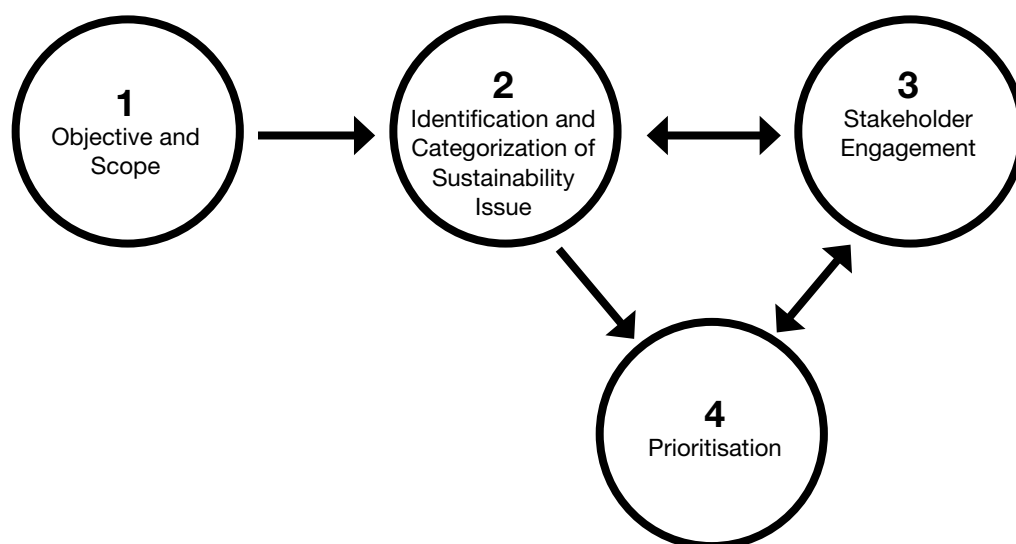 1
Objective and
Scope
2
Identification and
Categorization of
Sustainability
Issue
3
Stakeholder
Engagement
4
Prioritisation